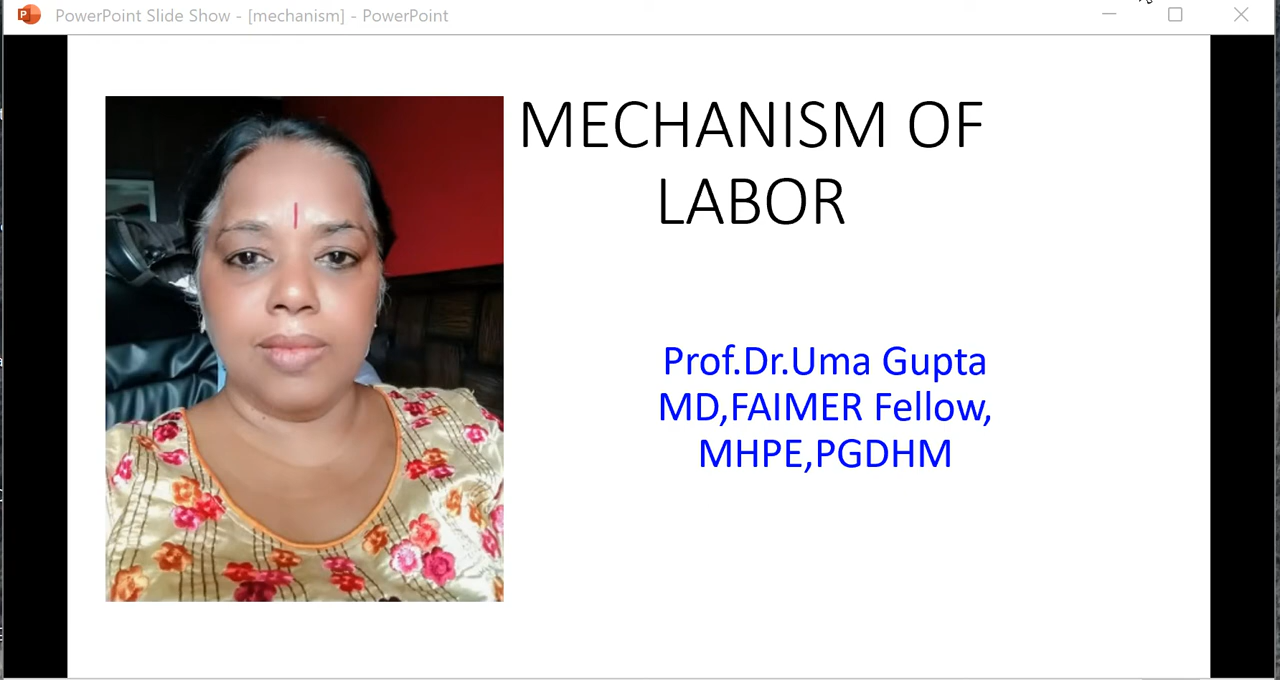 PowerPoint Slide Show - [mechanism] - PowerPoint
MECHANISM OF
LABOR
Prof.Dr.Uma Gupta
MD,FAIMER Fellow,
MHPE,PGDHM